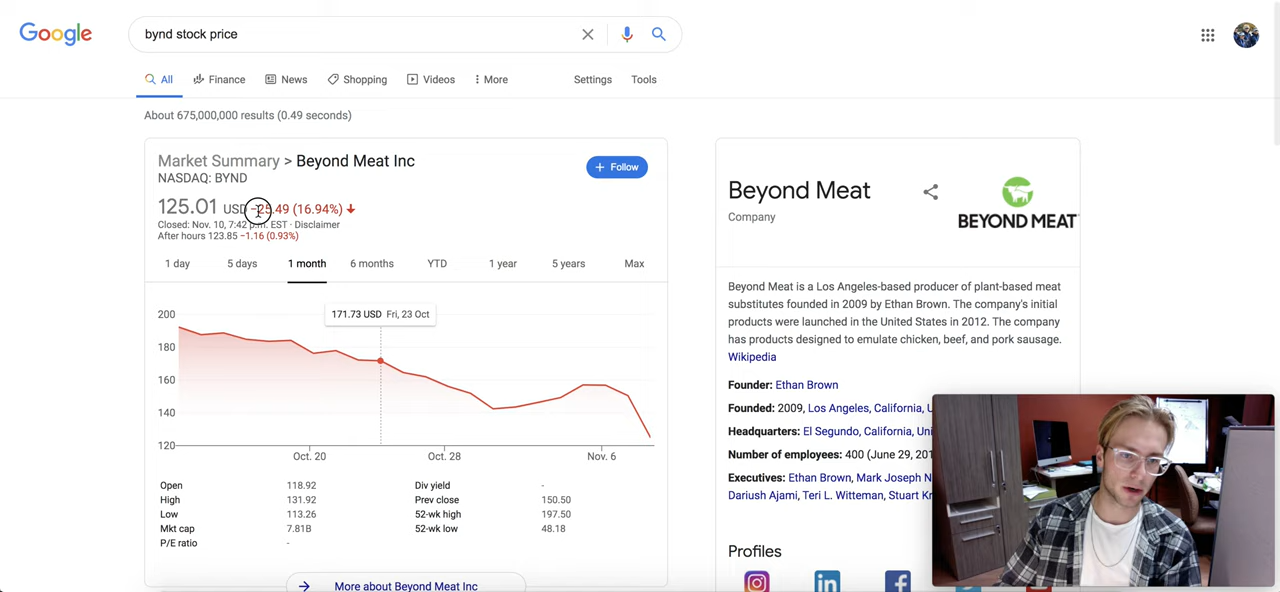 Google
bynd stock price
All
Finance
News
Shopping
Videos
More
Settings
Tools
About 675,000,000 results (0.49 seconds)
Market Summary > Beyond Meat Inc
NASDAQ: BYND
+ Follow
125.01 USD −25.49 (16.94%) ↓
Closed: Nov. 10, 7:42 p.m. EST · Disclaimer
After hours 123.85 −1.16 (0.93%)
1 day
5 days
1 month
6 months
YTD
1 year
5 years
Max
171.73 USD Fri, 23 Oct
200
180
160
140
120
Oct. 20
Oct. 28
Nov. 6
Open 118.92
High 131.92
Low 113.26
Mkt cap 7.81B
P/E ratio -
Div yield -
Prev close 150.50
52-wk high 197.50
52-wk low 48.18
More about Beyond Meat Inc
Beyond Meat
Company
BEYOND MEAT
Beyond Meat is a Los Angeles-based producer of plant-based meat
substitutes founded in 2009 by Ethan Brown. The company's initial
products were launched in the United States in 2012. The company
has products designed to emulate chicken, beef, and pork sausage.
Wikipedia
Founder: Ethan Brown
Founded: 2009, Los Angeles, California, U
Headquarters: El Segundo, California, Uni
Number of employees: 400 (June 29, 201
Executives: Ethan Brown, Mark Joseph N
Dariush Ajami, Teri L. Witteman, Stuart Kr
Profiles